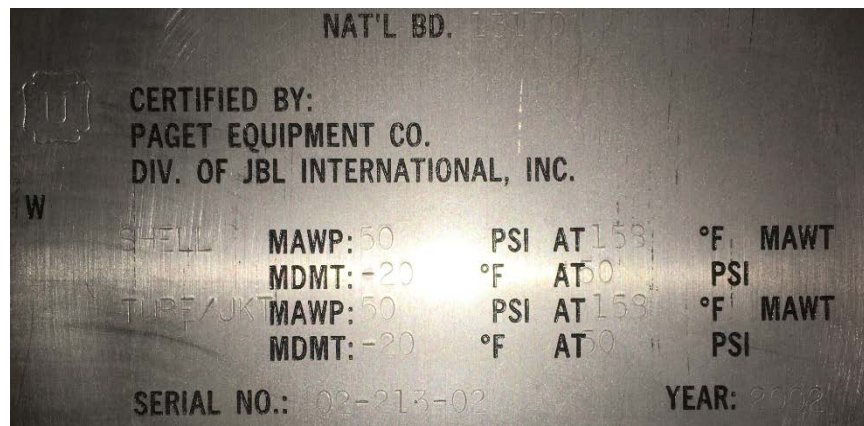 NAT'L BD. 13170
U
CERTIFIED BY:
PAGET EQUIPMENT CO.
DIV. OF JBL INTERNATIONAL, INC.
W
SHELL MAWP: 50 PSI AT 158 °F MAWT
MDMT: -20 °F AT 50 PSI
MAWP: 50 PSI AT 158 °F MAWT
MDMT: -20 °F AT 50 PSI
SERIAL NO.: 02-213-02 YEAR: 2002